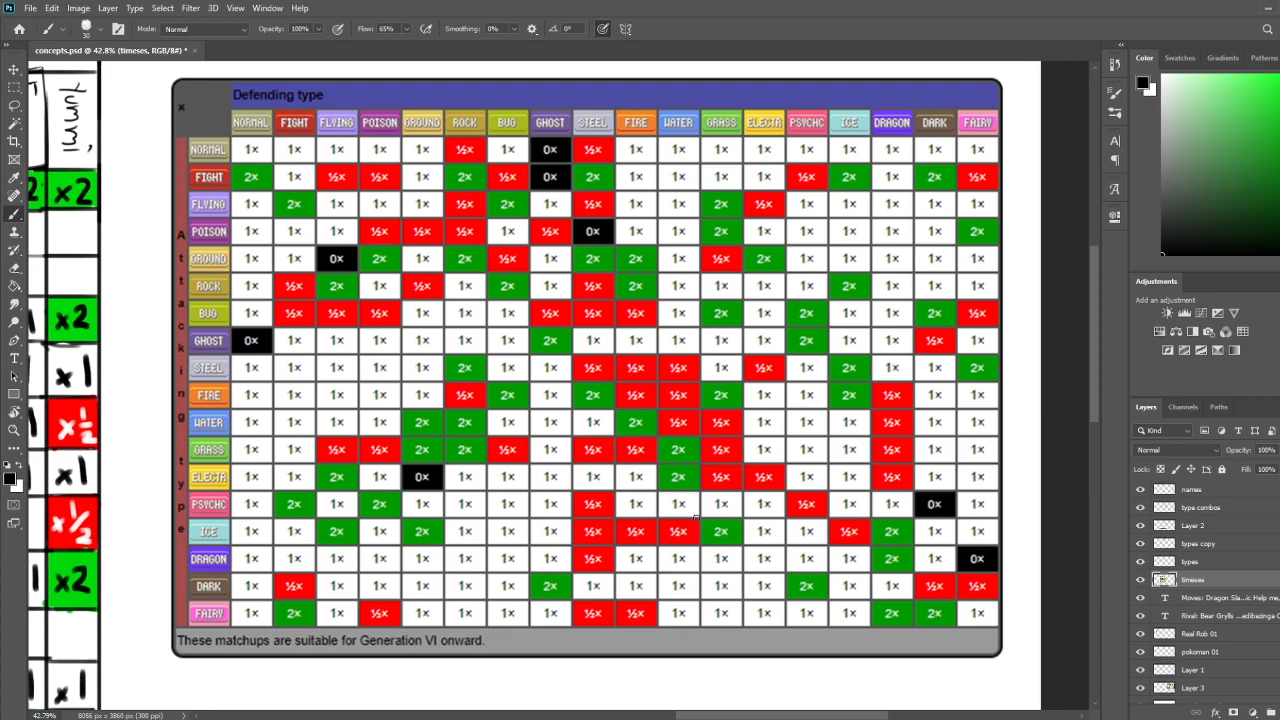 File Edit Image Layer Type Select Filter 3D View Window Help
30 Mode: Normal Opacity: 100% Flow: 65% Smoothing: 0% 0°
concepts.psd @ 42.8% (timeses, RGB/8#) *
Color Swatches Gradients Patterns
x Defending type
NORMAL FIGHT FLYING POISON GROUND ROCK BUG GHOST STEEL FIRE WATER GRASS ELECTR PSYCHC ICE DRAGON DARK FAIRY
Attacking type
NORMAL 1× 1× 1× 1× 1× ½× 1× 0× ½× 1× 1× 1× 1× 1× 1× 1× 1× 1×
FIGHT 2× 1× ½× ½× 1× 2× ½× 0× 2× 1× 1× 1× 1× ½× 2× 1× 2× ½×
FLYING 1× 2× 1× 1× 1× ½× 2× 1× ½× 1× 1× 2× ½× 1× 1× 1× 1× 1×
POISON 1× 1× 1× ½× ½× ½× 1× ½× 0× 1× 1× 2× 1× 1× 1× 1× 1× 2×
GROUND 1× 1× 0× 2× 1× 2× ½× 1× 2× 2× 1× ½× 2× 1× 1× 1× 1× 1×
ROCK 1× ½× 2× 1× ½× 1× 2× 1× ½× 2× 1× 1× 1× 1× 2× 1× 1× 1×
BUG 1× ½× ½× ½× 1× 1× 1× ½× ½× ½× 1× 2× 1× 2× 1× 1× 2× ½×
GHOST 0× 1× 1× 1× 1× 1× 1× 2× 1× 1× 1× 1× 1× 2× 1× 1× ½× 1×
STEEL 1× 1× 1× 1× 1× 2× 1× 1× ½× ½× ½× 1× ½× 1× 2× 1× 1× 2×
FIRE 1× 1× 1× 1× 1× ½× 2× 1× 2× ½× ½× 2× 1× 1× 2× ½× 1× 1×
WATER 1× 1× 1× 1× 2× 2× 1× 1× 1× 2× ½× ½× 1× 1× 1× ½× 1× 1×
GRASS 1× 1× ½× ½× 2× 2× ½× 1× ½× ½× 2× ½× 1× 1× 1× ½× 1× 1×
ELECTR 1× 1× 2× 1× 0× 1× 1× 1× 1× 1× 2× ½× ½× 1× 1× ½× 1× 1×
PSYCHC 1× 2× 1× 2× 1× 1× 1× 1× ½× 1× 1× 1× 1× ½× 1× 1× 0× 1×
ICE 1× 1× 2× 1× 2× 1× 1× 1× ½× ½× ½× 2× 1× 1× ½× 2× 1× 1×
DRAGON 1× 1× 1× 1× 1× 1× 1× 1× ½× 1× 1× 1× 1× 1× 1× 2× 1× 0×
DARK 1× ½× 1× 1× 1× 1× 1× 2× 1× 1× 1× 1× 1× 2× 1× 1× ½× ½×
FAIRY 1× 2× 1× ½× 1× 1× 1× 1× ½× ½× 1× 1× 1× 1× 1× 2× 2× 1×
These matchups are suitable for Generation VI onward.
2 x2
x2
x1
x½
x1
x1/2
x2
x1
Adjustments
Add an adjustment
Layers Channels Paths
Kind
Normal Opacity: 100%
Lock: Fill: 100%
names
type combos
Layer 2
types copy
types
timeses
T Moves: Dragon Sla...ic Help me.
T Rival: Bear Grylls ...edibazinga C
Real Rob 01
pokoman 01
Layer 1
Layer 3
42.79% 8056 px x 3860 px (300 ppi)